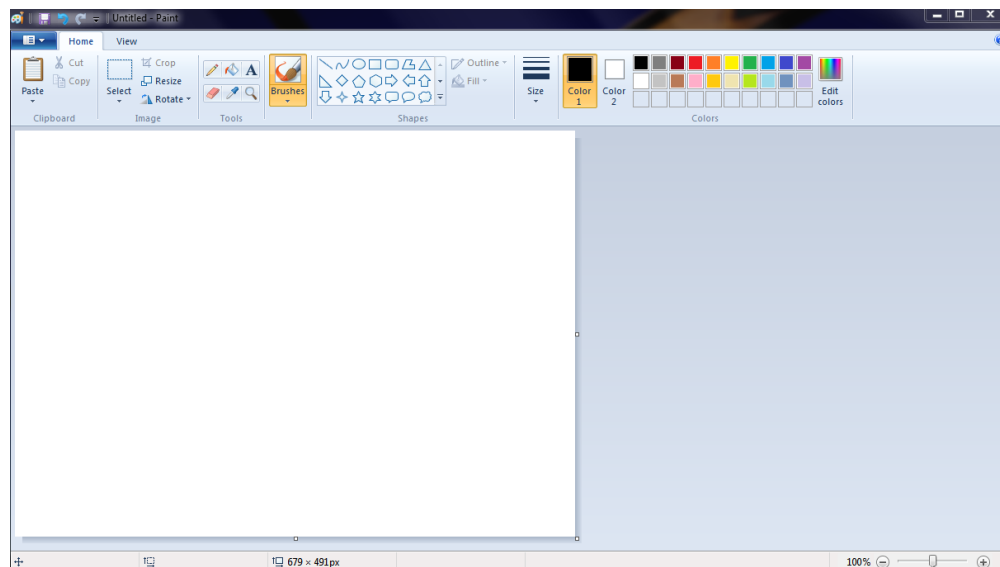 Untitled - Paint
Home View
Paste
Cut
Copy
Clipboard
Select
Crop
Resize
Rotate
Image
A
Tools
Brushes
Outline
Fill
Shapes
Size
Color
1
Color
2
Edit
colors
Colors
679 × 491px
100%